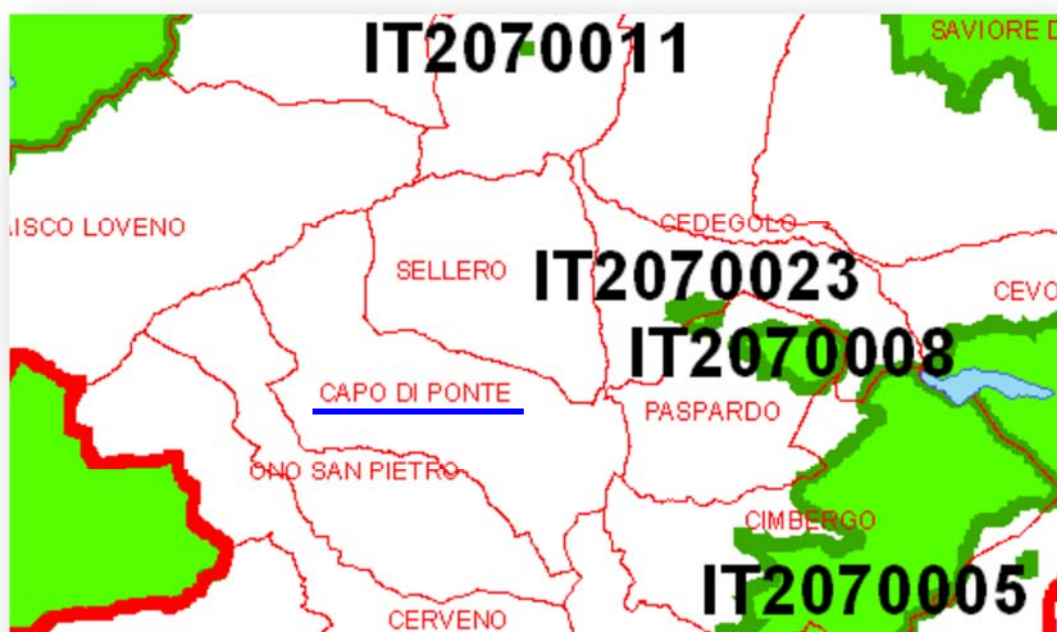 SAVIORE D
IT2070011
AISCO LOVENO
CEDEGOLO
SELLERO
IT2070023
CEVO
IT2070008
CAPO DI PONTE
PASPARDO
ONO SAN PIETRO
CIMBERGO
IT2070005
CERVENO